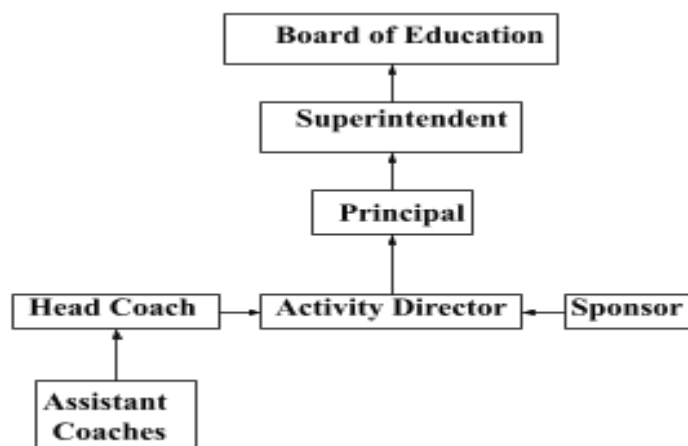 Board of Education
Superintendent
Principal
Head Coach
Activity Director
Sponsor
Assistant
Coaches